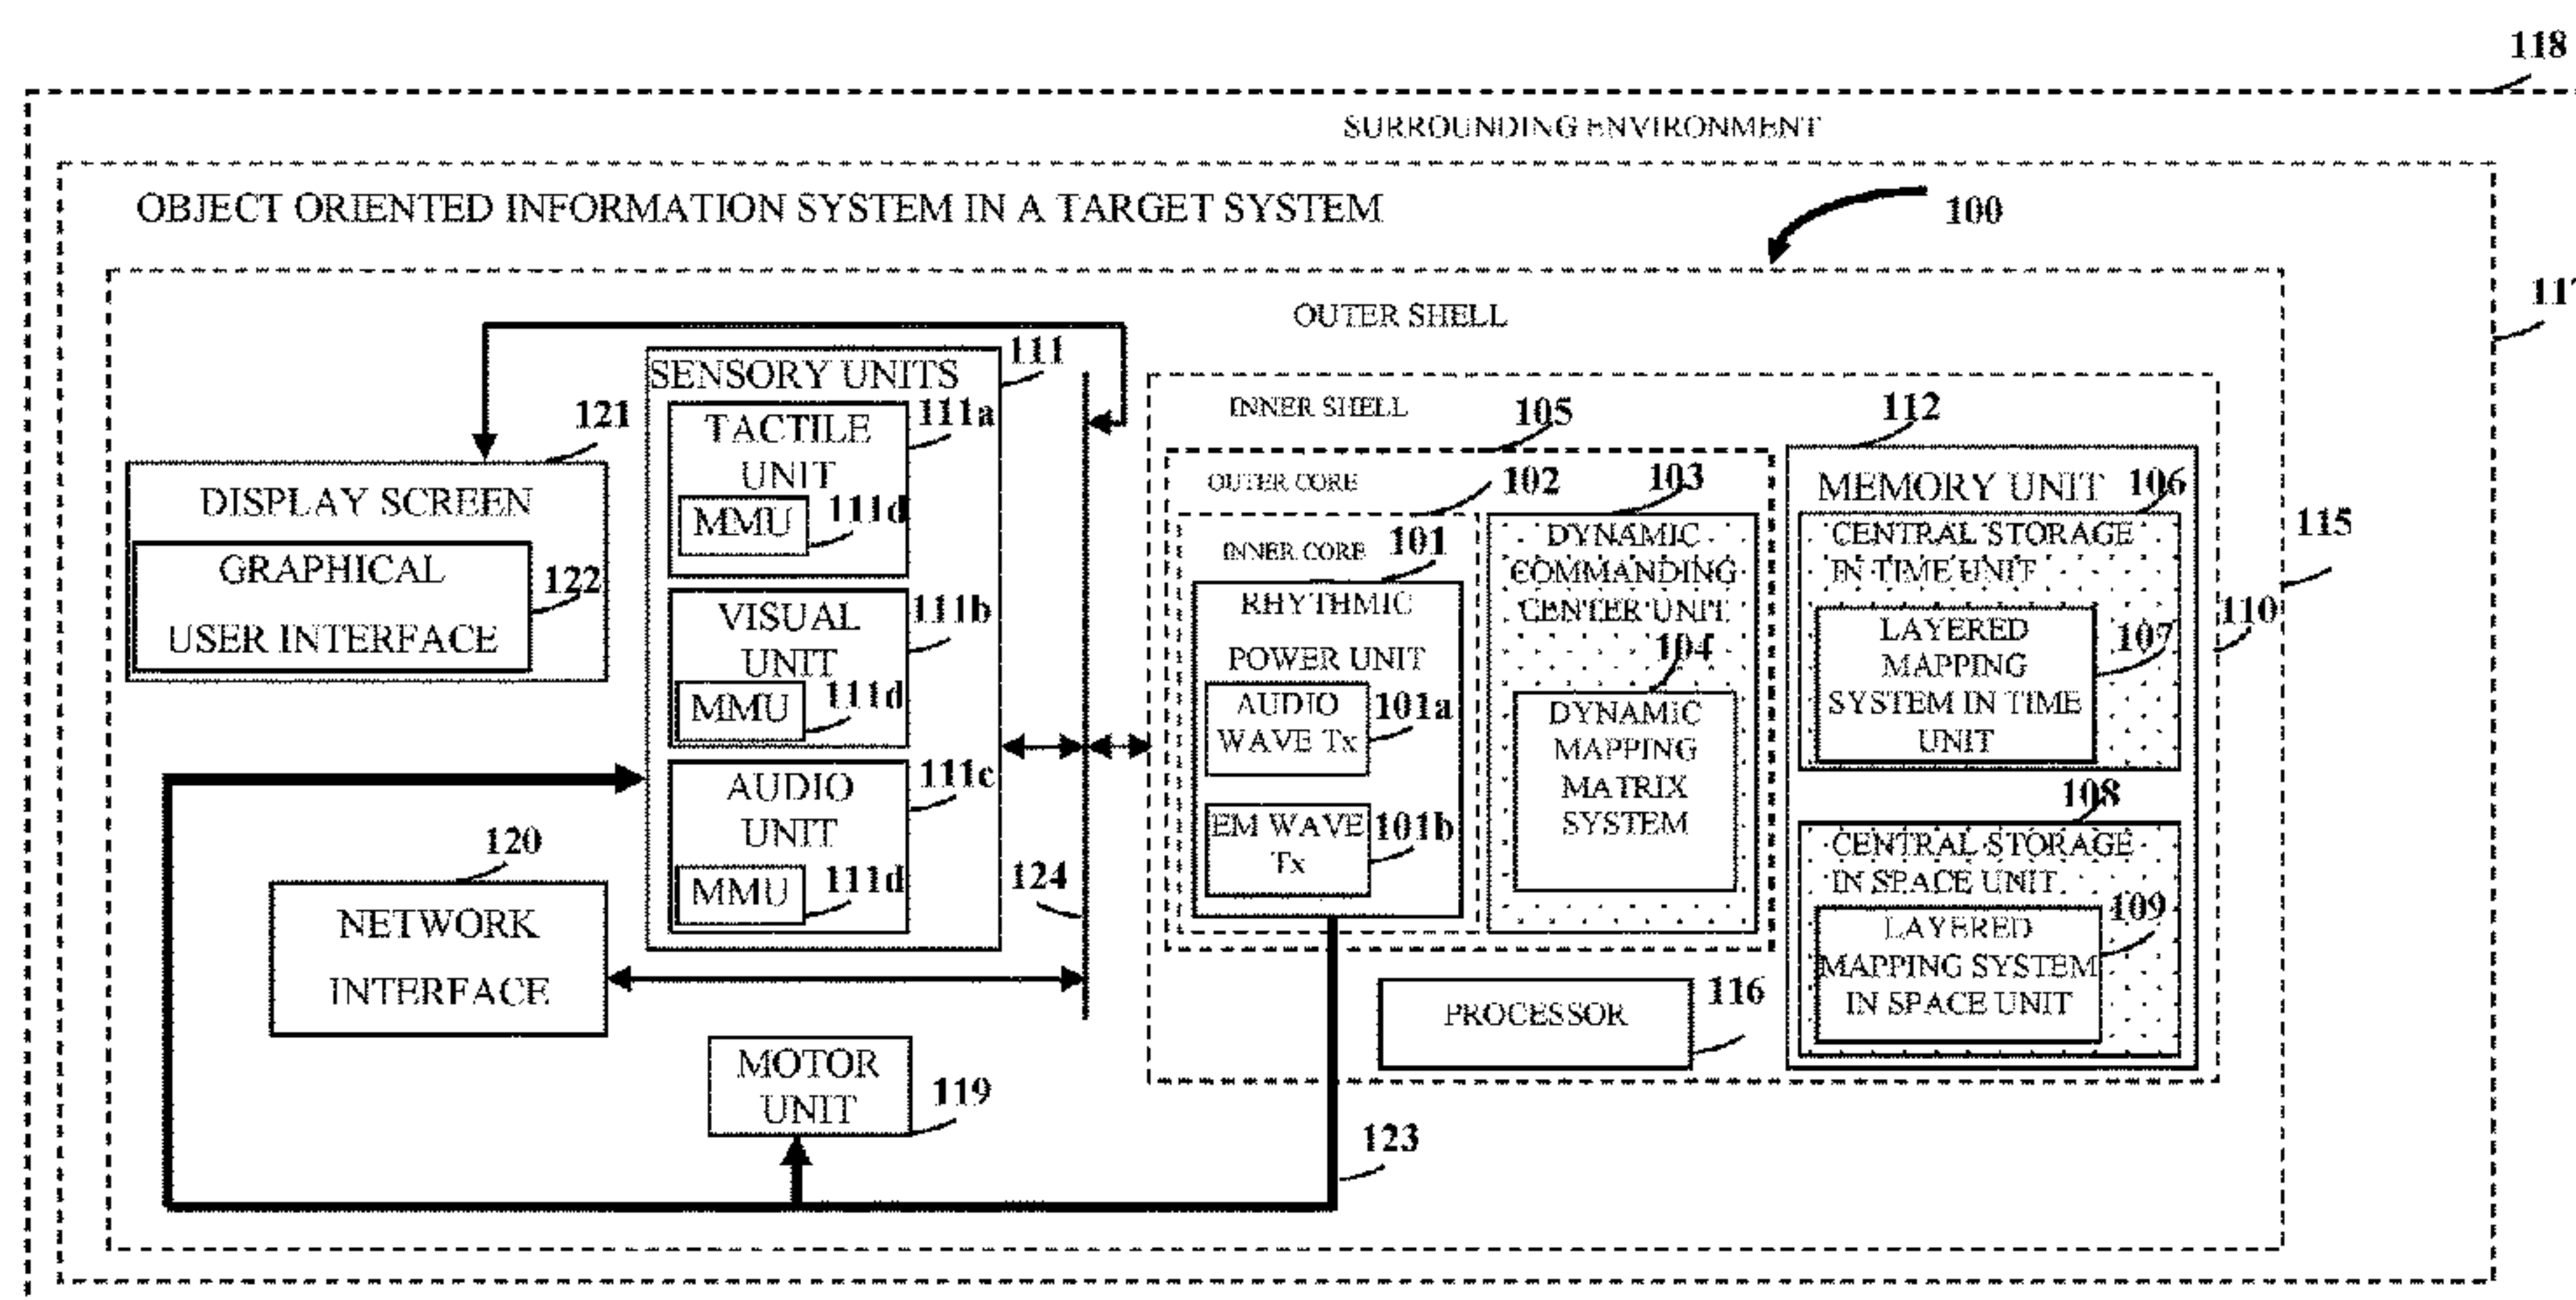 118
SURROUNDING ENVIRONMENT
OBJECT ORIENTED INFORMATION SYSTEM IN A TARGET SYSTEM
100
117
OUTER SHELL
115
110
121
DISPLAY SCREEN
GRAPHICAL
USER INTERFACE
122
111
SENSORY UNITS
TACTILE
UNIT
111a
MMU
111d
VISUAL
UNIT
111b
MMU
111d
AUDIO
UNIT
111c
MMU
111d
120
NETWORK
INTERFACE
MOTOR
UNIT
119
124
123
INNER SHELL
105
OUTER CORE
102
INNER CORE
101
RHYTHMIC
POWER UNIT
AUDIO
WAVE Tx
101a
EM WAVE
Tx
101b
103
DYNAMIC
COMMANDING
CENTER UNIT
104
DYNAMIC
MAPPING
MATRIX
SYSTEM
PROCESSOR
116
112
MEMORY UNIT
106
CENTRAL STORAGE
IN TIME UNIT
LAYERED
MAPPING
SYSTEM IN TIME
UNIT
107
108
CENTRAL STORAGE
IN SPACE UNIT
109
LAYERED
MAPPING SYSTEM
IN SPACE UNIT